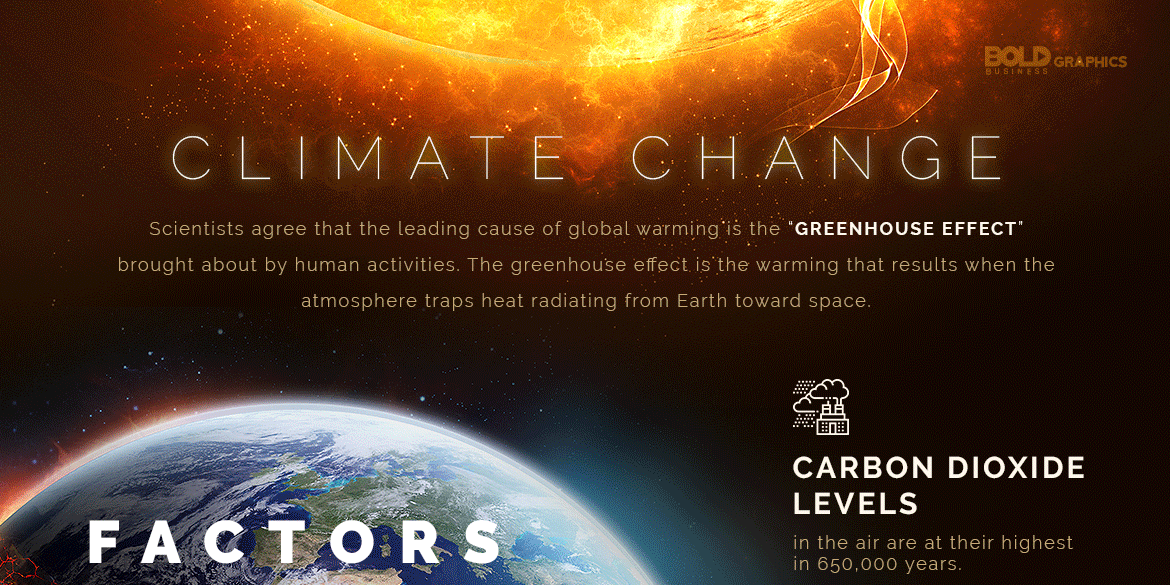 BOLD
BUSINESS
GRAPHICS
CLIMATE CHANGE
Scientists agree that the leading cause of global warming is the “GREENHOUSE EFFECT”
brought about by human activities. The greenhouse effect is the warming that results when the
atmosphere traps heat radiating from Earth toward space.
FACTORS
CARBON DIOXIDE
LEVELS
in the air are at their highest
in 650,000 years.